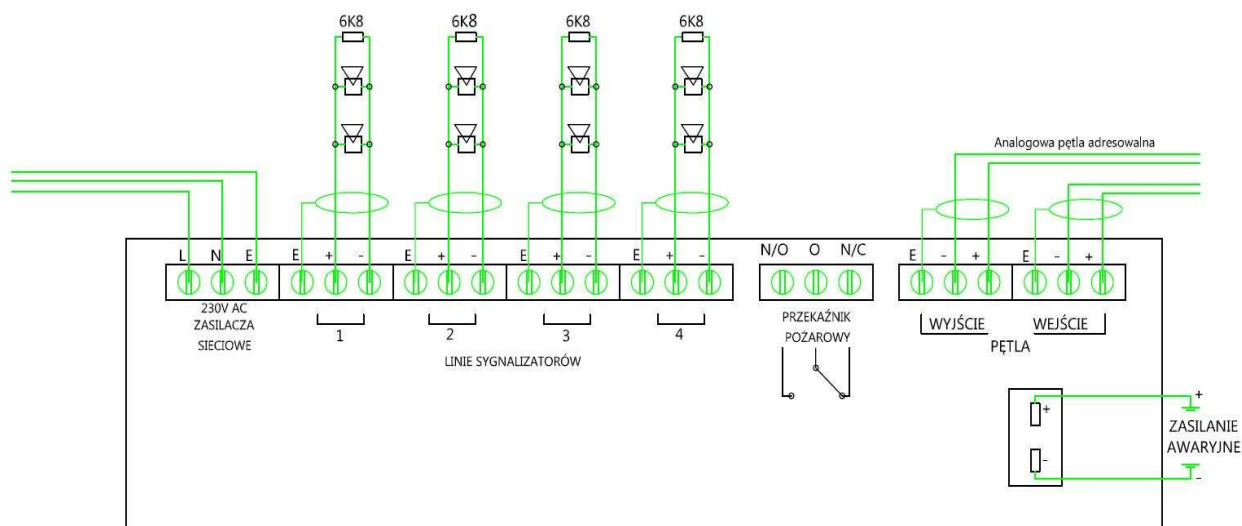 6K8 6K8 6K8 6K8
Analogowa pętla adresowalna
L N E E + - E + - E + - E + - N/O O N/C E - + E - +
230V AC
ZASILACZA
SIECIOWE
1 2 3 4
LINIE SYGNALIZATORÓW
PRZEKAŹNIK
POŻAROWY
WYJŚCIE WEJŚCIE
PĘTLA
+
-
+
ZASILANIE
AWARYJNE
-